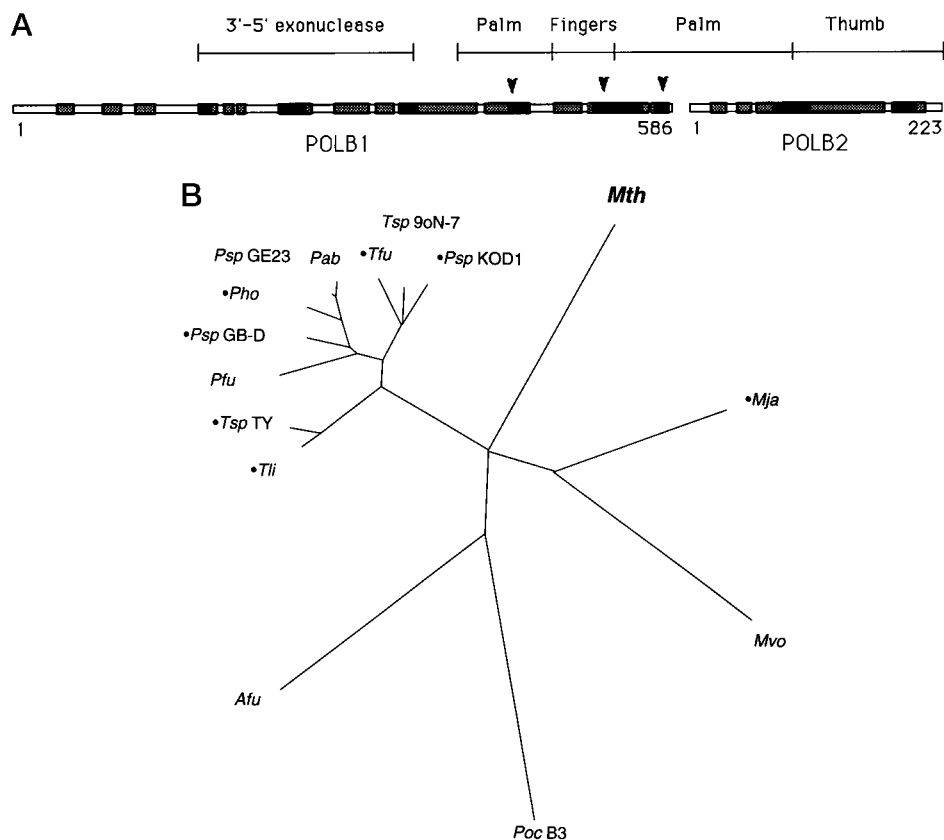 A
3'-5' exonuclease Palm Fingers Palm Thumb
1 586 1 223
POLB1 POLB2
B
Mth
Tsp 9oN-7
Psp GE23 Pab •Tfu •Psp KOD1
•Pho
•Psp GB-D
Pfu
•Mja
•Tsp TY
•Tli
Mvo
Afu
Poc B3